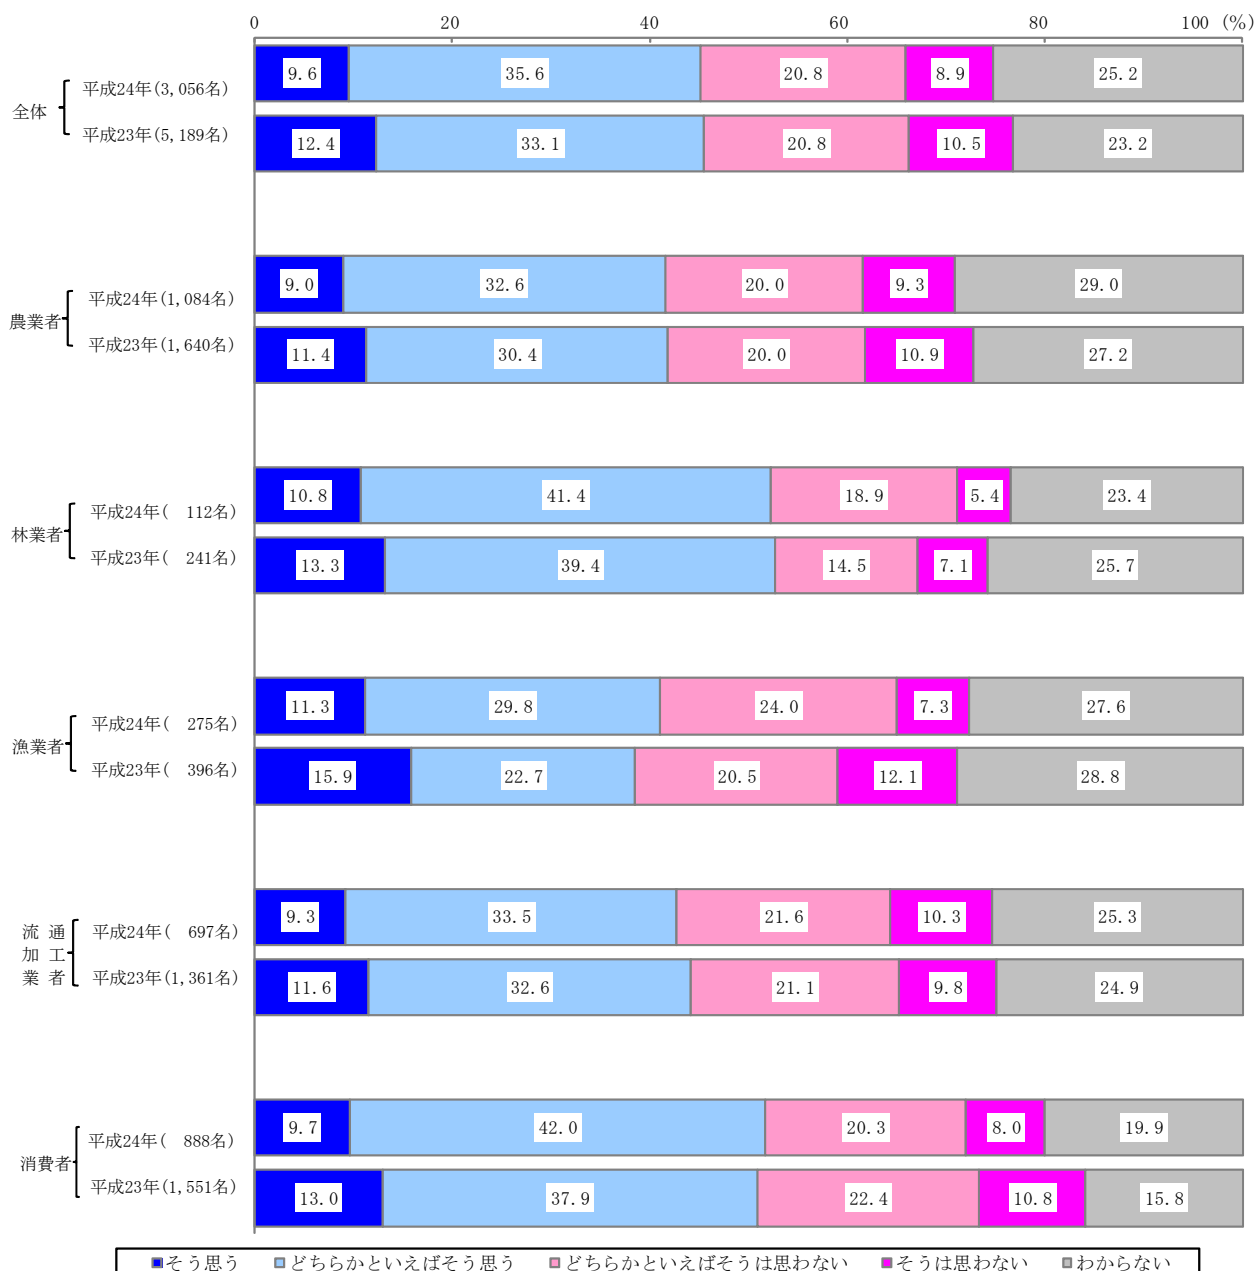 0 20 40 60 80 100 (%)
全体
平成24年(3,056名) 9.6 35.6 20.8 8.9 25.2
平成23年(5,189名) 12.4 33.1 20.8 10.5 23.2
農業者
平成24年(1,084名) 9.0 32.6 20.0 9.3 29.0
平成23年(1,640名) 11.4 30.4 20.0 10.9 27.2
林業者
平成24年( 112名) 10.8 41.4 18.9 5.4 23.4
平成23年( 241名) 13.3 39.4 14.5 7.1 25.7
漁業者
平成24年( 275名) 11.3 29.8 24.0 7.3 27.6
平成23年( 396名) 15.9 22.7 20.5 12.1 28.8
流通
加工
業者
平成24年( 697名) 9.3 33.5 21.6 10.3 25.3
平成23年(1,361名) 11.6 32.6 21.1 9.8 24.9
消費者
平成24年( 888名) 9.7 42.0 20.3 8.0 19.9
平成23年(1,551名) 13.0 37.9 22.4 10.8 15.8
そう思う どちらかといえばそう思う どちらかといえばそうは思わない そうは思わない わからない